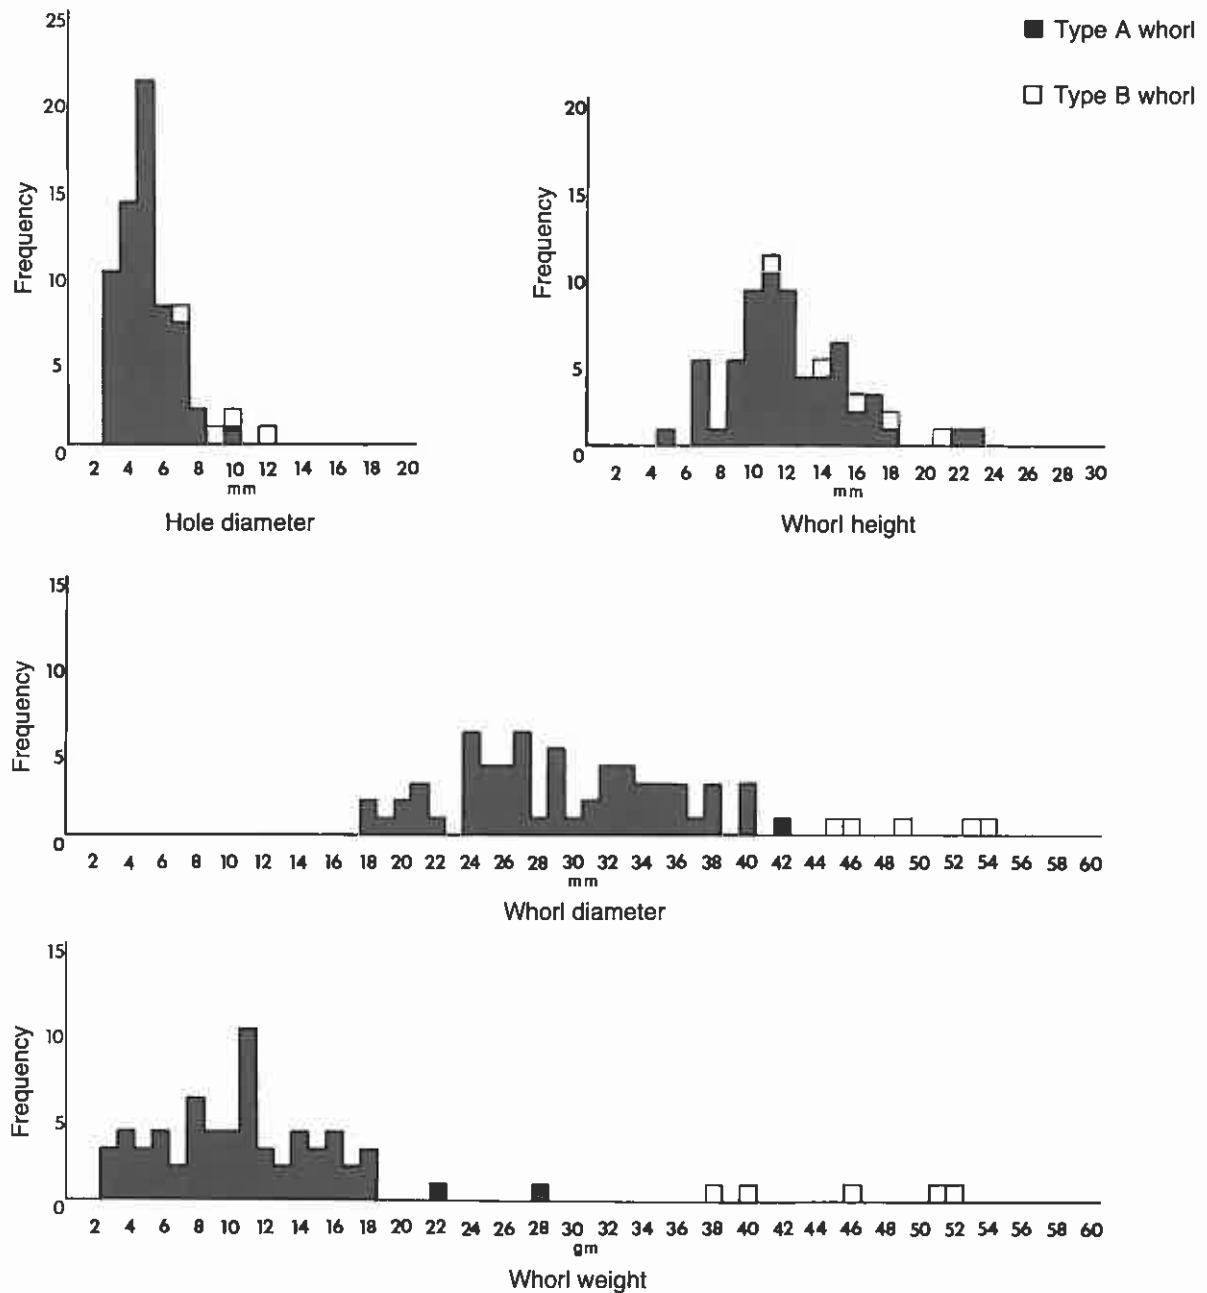 Type A whorl
Type B whorl
25
20
15
10
5
0
Frequency
2 4 6 8 10 12 14 16 18 20
mm
Hole diameter
20
15
10
5
0
Frequency
2 4 6 8 10 12 14 16 18 20 22 24 26 28 30
mm
Whorl height
15
10
5
0
Frequency
2 4 6 8 10 12 14 16 18 20 22 24 26 28 30 32 34 36 38 40 42 44 46 48 50 52 54 56 58 60
mm
Whorl diameter
15
10
5
0
Frequency
2 4 6 8 10 12 14 16 18 20 22 24 26 28 30 32 34 36 38 40 42 44 46 48 50 52 54 56 58 60
gm
Whorl weight